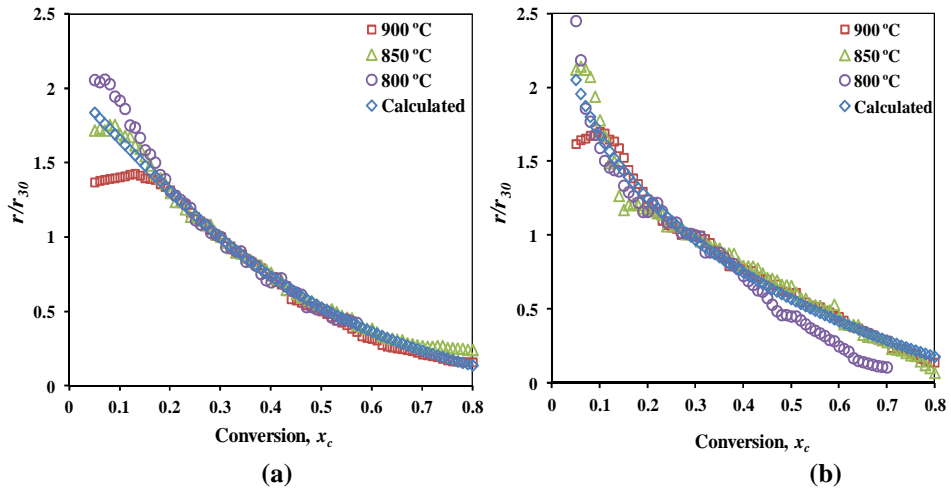 2.5
2
1.5
1
0.5
0
r/r30
0 0.1 0.2 0.3 0.4 0.5 0.6 0.7 0.8
Conversion, xc
900 ºC
850 ºC
800 ºC
Calculated
(a)
2.5
2
1.5
1
0.5
0
r/r30
0 0.1 0.2 0.3 0.4 0.5 0.6 0.7 0.8
Conversion, xc
900 ºC
850 ºC
800 ºC
Calculated
(b)